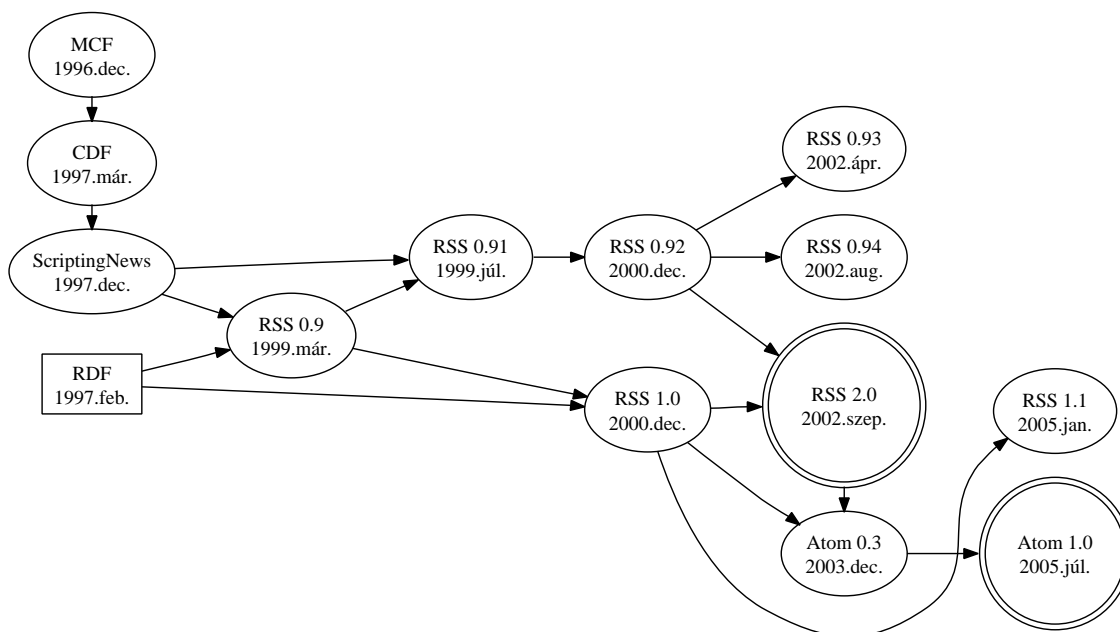 MCF
1996.dec.
CDF
1997.már.
ScriptingNews
1997.dec.
RDF
1997.feb.
RSS 0.9
1999.már.
RSS 0.91
1999.júl.
RSS 0.92
2000.dec.
RSS 1.0
2000.dec.
RSS 0.93
2002.ápr.
RSS 0.94
2002.aug.
RSS 2.0
2002.szep.
Atom 0.3
2003.dec.
RSS 1.1
2005.jan.
Atom 1.0
2005.júl.